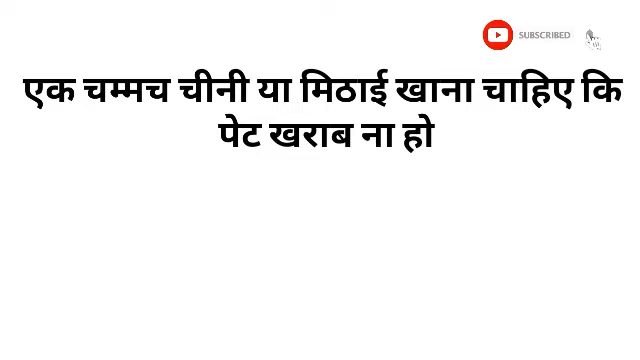 SUBSCRIBED
एक चम्मच चीनी या मिठाई खाना चाहिए कि
पेट खराब ना हो